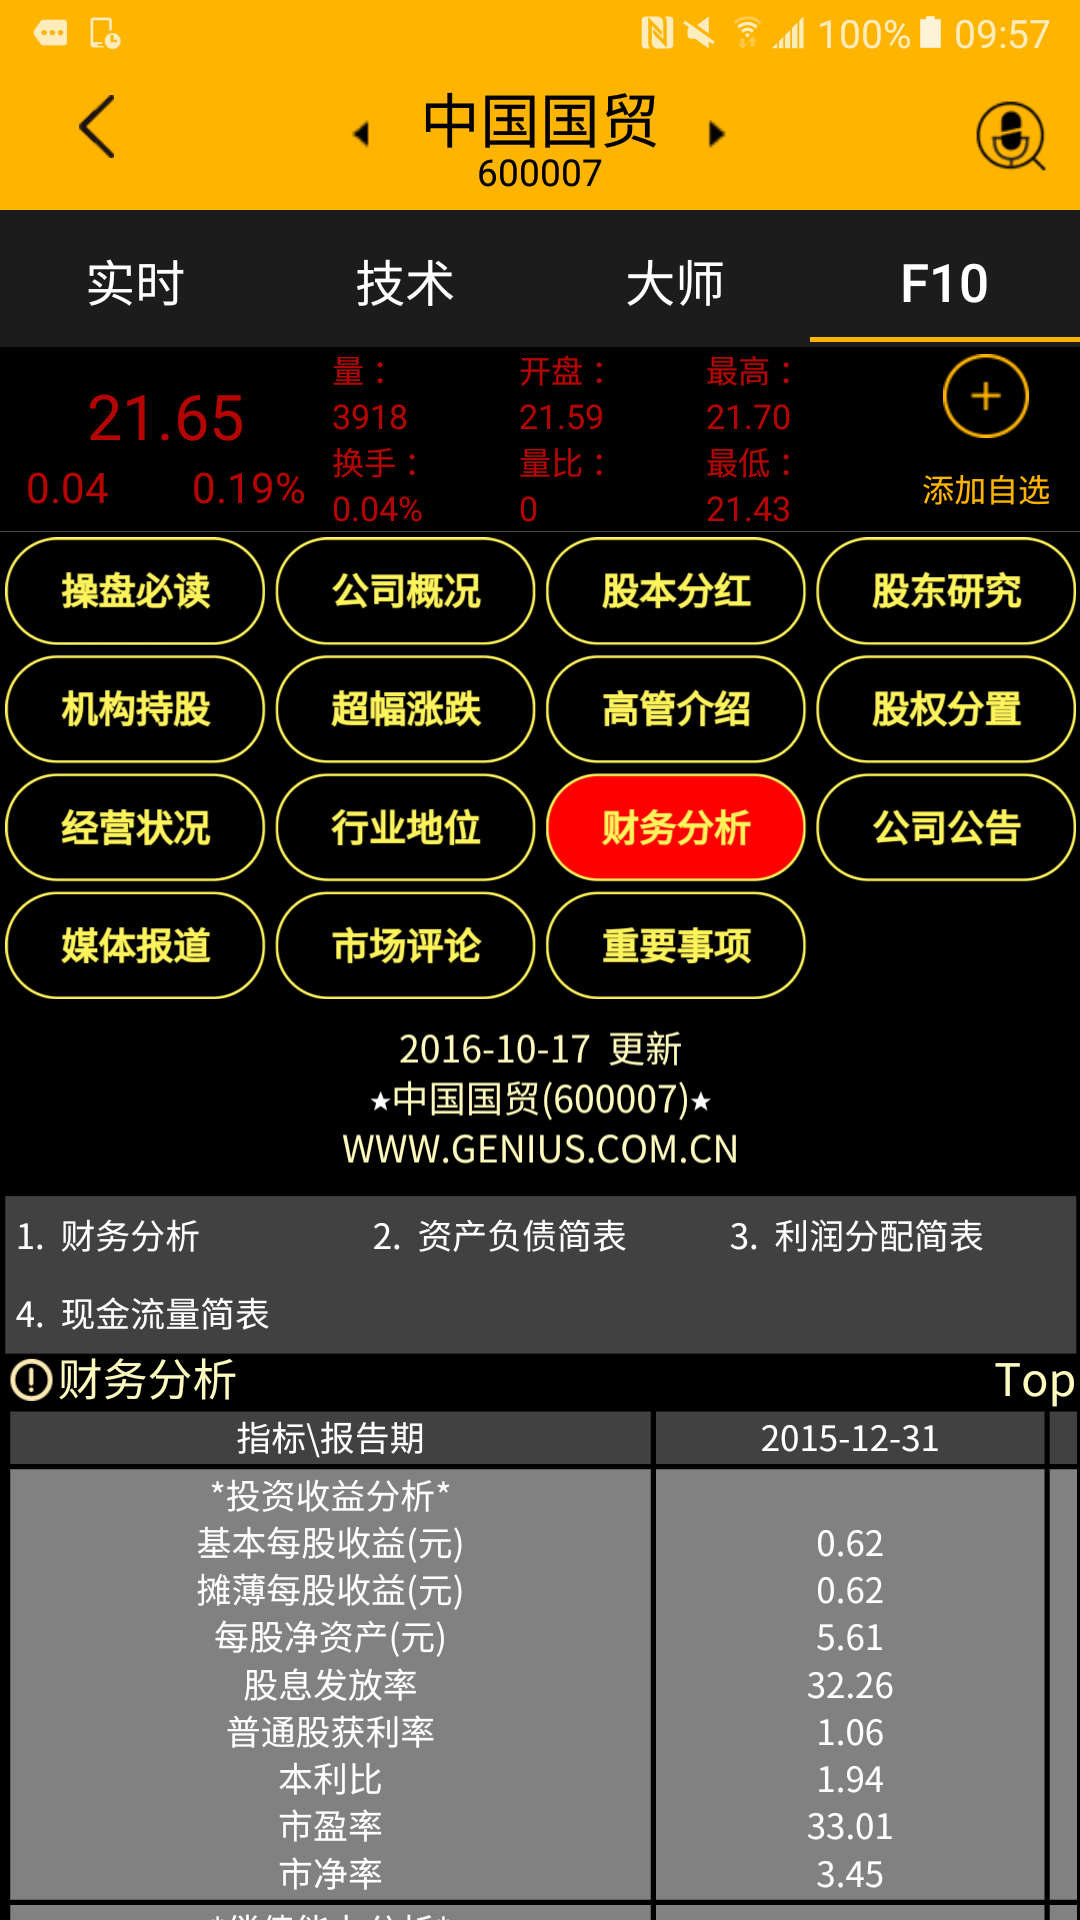 100% 09:57
中国国贸
600007
实时 技术 大师 F10
量： 开盘： 最高：
21.65 3918 21.59 21.70
换手： 量比： 最低：
0.04 0.19% 0.04% 0 21.43
添加自选
操盘必读 公司概况 股本分红 股东研究
机构持股 超幅涨跌 高管介绍 股权分置
经营状况 行业地位 财务分析 公司公告
媒体报道 市场评论 重要事项
2016-10-17 更新
★中国国贸(600007)★
WWW.GENIUS.COM.CN
1. 财务分析 2. 资产负债简表 3. 利润分配简表
4. 现金流量简表
财务分析 Top
指标\报告期 2015-12-31
*投资收益分析*
基本每股收益(元) 0.62
摊薄每股收益(元) 0.62
每股净资产(元) 5.61
股息发放率 32.26
普通股获利率 1.06
本利比 1.94
市盈率 33.01
市净率 3.45